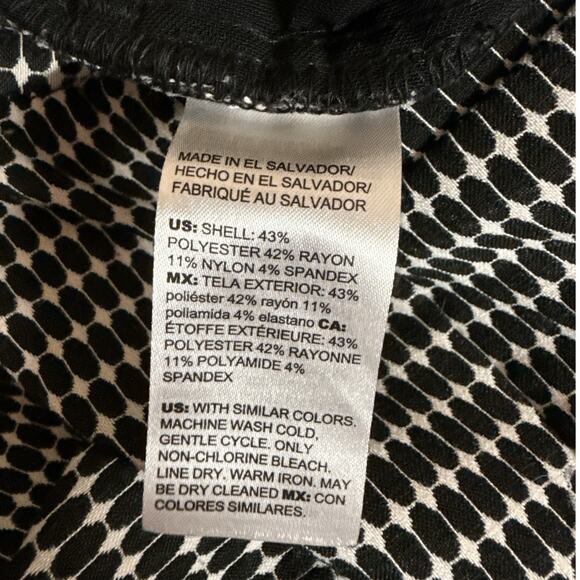 MADE IN EL SALVADOR/
HECHO EN EL SALVADOR/
FABRIQUÉ AU SALVADOR
US: SHELL: 43%
POLYESTER 42% RAYON
11% NYLON 4% SPANDEX
MX: TELA EXTERIOR: 43%
poliéster 42% rayón 11%
poliamida 4% elastano CA:
ÉTOFFE EXTÉRIEURE: 43%
POLYESTER 42% RAYONNE
11% POLYAMIDE 4%
SPANDEX
US: WITH SIMILAR COLORS.
MACHINE WASH COLD,
GENTLE CYCLE. ONLY
NON-CHLORINE BLEACH.
LINE DRY. WARM IRON. MAY
BE DRY CLEANED MX: CON
COLORES SIMILARES.